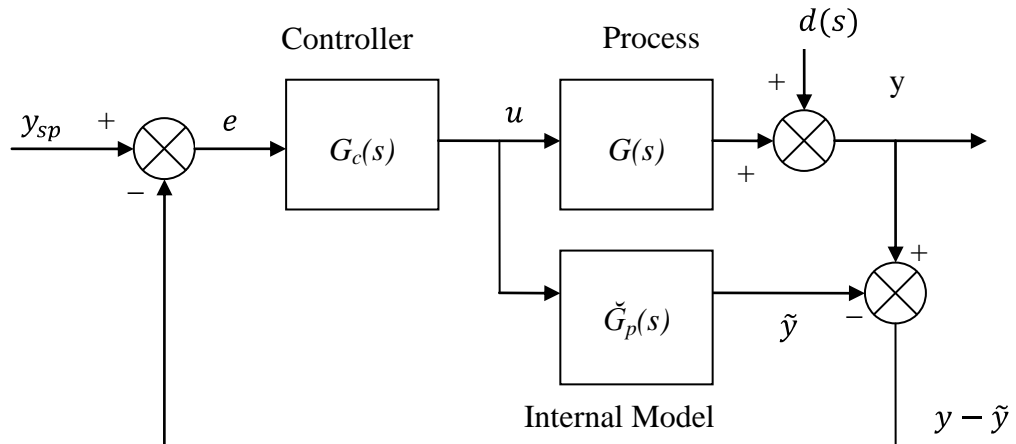 d(s)
Controller
Process
+
y
y_sp
+
e
u
G_c(s)
G(s)
−
+
+
Ğ_p(s)
ỹ
−
Internal Model
y − ỹ